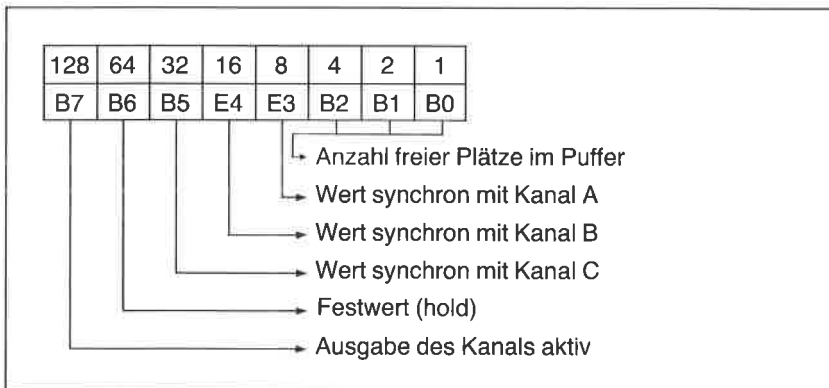 128 64 32 16 8 4 2 1
B7 B6 B5 E4 E3 B2 B1 B0
Anzahl freier Plätze im Puffer
Wert synchron mit Kanal A
Wert synchron mit Kanal B
Wert synchron mit Kanal C
Festwert (hold)
Ausgabe des Kanals aktiv